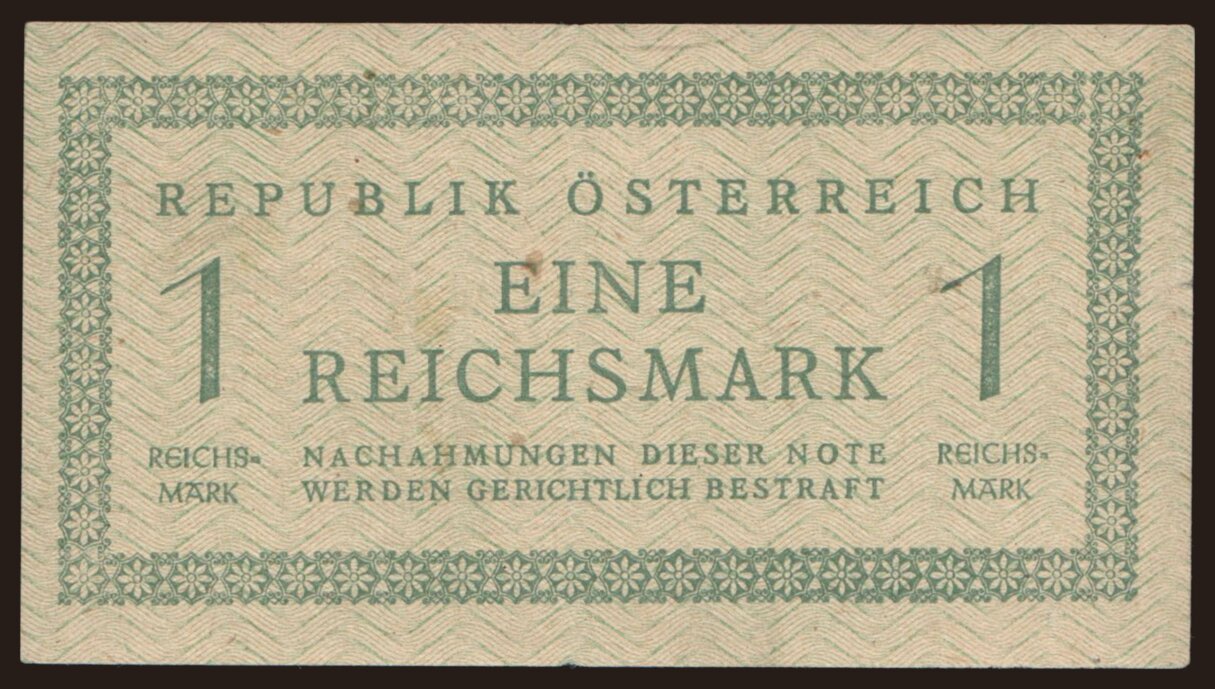 REPUBLIK ÖSTERREICH
1 EINE 1
REICHSMARK
REICHS= NACHAHMUNGEN DIESER NOTE REICHS=
MARK WERDEN GERICHTLICH BESTRAFT MARK